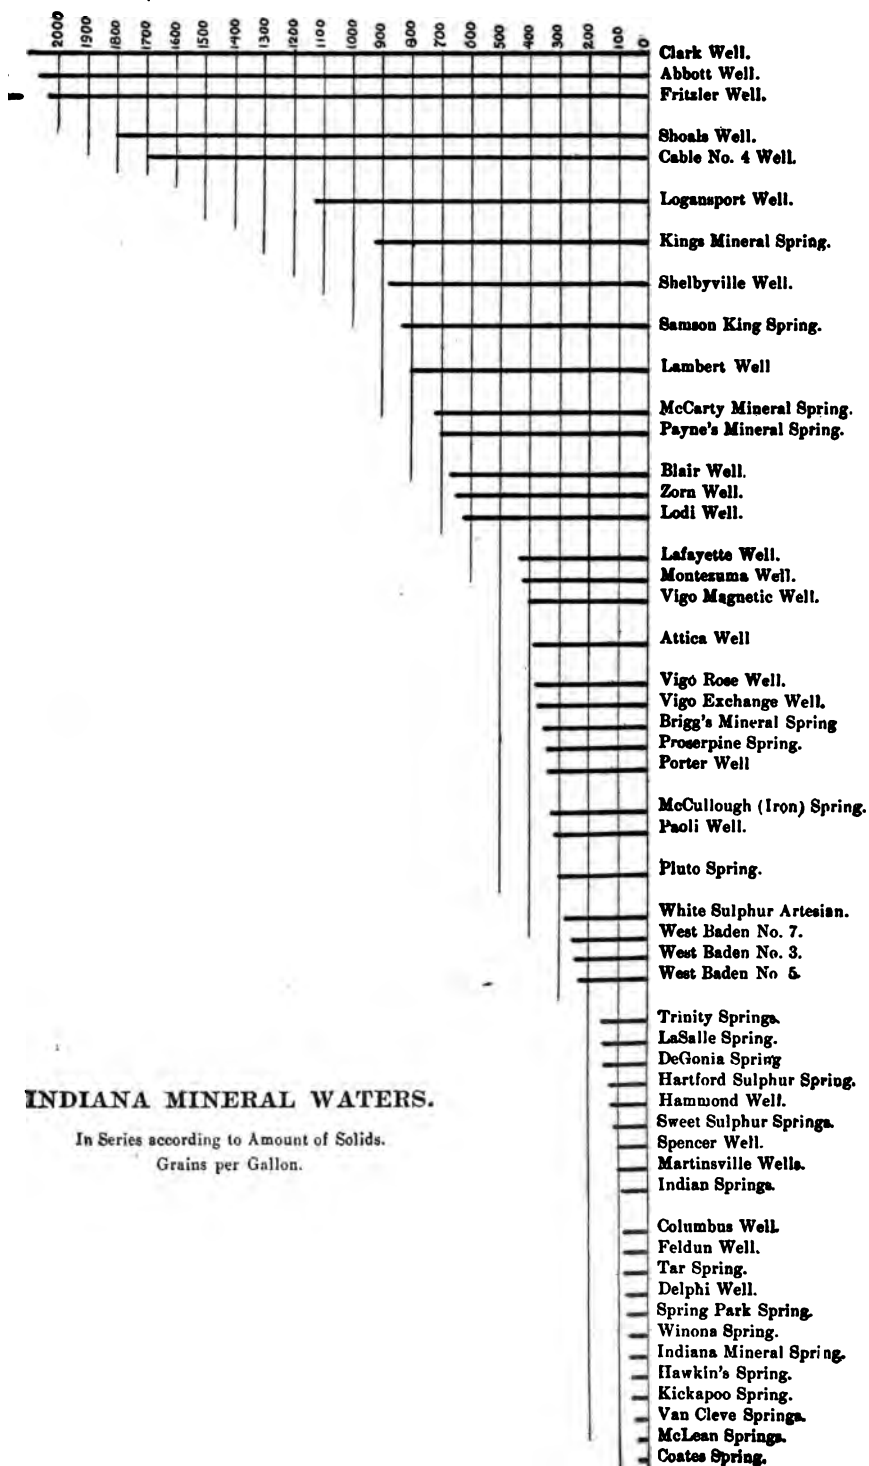 2000 1900 1800 1700 1600 1500 1400 1300 1200 1100 1000 900 800 700 600 500 400 300 200 100 0
Clark Well.
Abbott Well.
Fritzler Well.
Shoals Well.
Cable No. 4 Well.
Logansport Well.
Kings Mineral Spring.
Shelbyville Well.
Samson King Spring.
Lambert Well
McCarty Mineral Spring.
Payne's Mineral Spring.
Blair Well.
Zorn Well.
Lodi Well.
Lafayette Well.
Montezuma Well.
Vigo Magnetic Well.
Attica Well
Vigo Rose Well.
Vigo Exchange Well.
Brigg's Mineral Spring
Proserpine Spring.
Porter Well
McCullough (Iron) Spring.
Paoli Well.
Pluto Spring.
White Sulphur Artesian.
West Baden No. 7.
West Baden No. 3.
West Baden No 5.
Trinity Springs.
LaSalle Spring.
DeGonia Spring
Hartford Sulphur Spring.
Hammond Well.
Sweet Sulphur Springs.
Spencer Well.
Martinsville Wells.
Indian Springs.
Columbus Well.
Feldun Well.
Tar Spring.
Delphi Well.
Spring Park Spring.
Winona Spring.
Indiana Mineral Spring.
Hawkin's Spring.
Kickapoo Spring.
Van Cleve Springs.
McLean Springs.
Coates Spring.
INDIANA MINERAL WATERS.
In Series according to Amount of Solids.
Grains per Gallon.